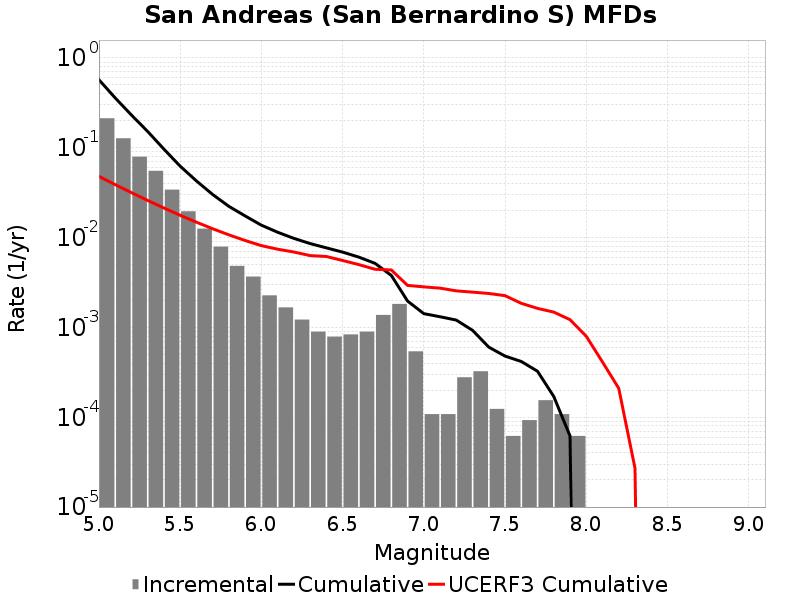 San Andreas (San Bernardino S) MFDs
10^0
10^-1
10^-2
10^-3
10^-4
10^-5
Rate (1/yr)
5.0 5.5 6.0 6.5 7.0 7.5 8.0 8.5 9.0
Magnitude
Incremental Cumulative UCERF3 Cumulative